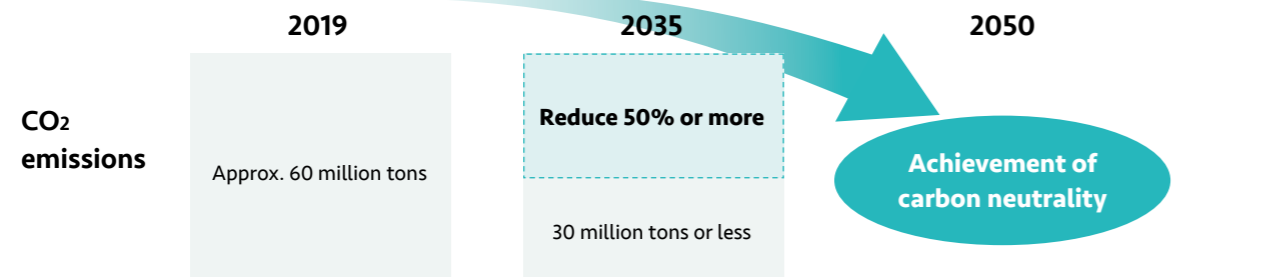 2019
2035
2050
CO₂
emissions
Approx. 60 million tons
Reduce 50% or more
30 million tons or less
Achievement of
carbon neutrality